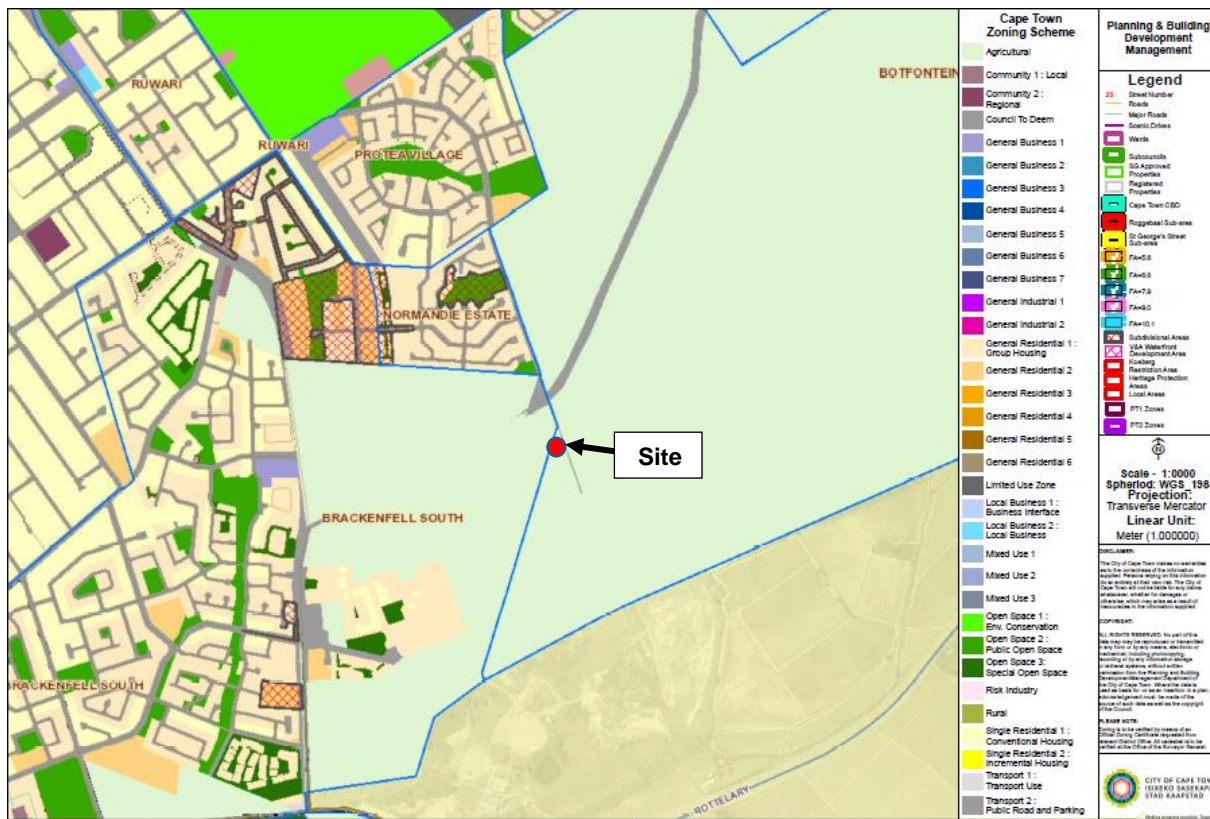 RUWARI
RUWARI
PROTEA VILLAGE
BOTFONTEIN
NORMANDIE ESTATE
Site
BRACKENFELL SOUTH
BRACKENFELL SOUTH
BOTTELARY
Cape Town
Zoning Scheme
Agricultural
Community 1 : Local
Community 2 :
Regional
Council To Deem
General Business 1
General Business 2
General Business 3
General Business 4
General Business 5
General Business 6
General Business 7
General Industrial 1
General Industrial 2
General Residential 1 :
Group Housing
General Residential 2
General Residential 3
General Residential 4
General Residential 5
General Residential 6
Limited Use Zone
Local Business 1 :
Business Interface
Local Business 2 :
Local Business
Mixed Use 1
Mixed Use 2
Mixed Use 3
Open Space 1 :
Env. Conservation
Open Space 2 :
Public Open Space
Open Space 3:
Special Open Space
Risk Industry
Rural
Single Residential 1 :
Conventional Housing
Single Residential 2 :
Incremental Housing
Transport 1 :
Transport Use
Transport 2 :
Public Road and Parking
Planning & Building
Development
Management
Legend
Street Number
Roads
Major Roads
Scenic Drives
Wards
Subcouncils
SG Approved
Properties
Registered
Properties
Cape Town CBD
Roggebaai Sub-area
St George's Street
Sub-area
Subdivisional Areas
V&A Waterfront
Development Area
Koeberg
Restriction Area
Heritage Protection
Areas
Local Areas
PT1 Zones
PT2 Zones
N
Scale - 1:0000
Spheriod: WGS_198
Projection:
Transverse Mercator
Linear Unit:
Meter (1.000000)
DISCLAIMER:
COPYRIGHT:
PLEASE NOTE:
CITY OF CAPE TOW
ISIXEKO SASEKAPA
STAD KAAPSTAD